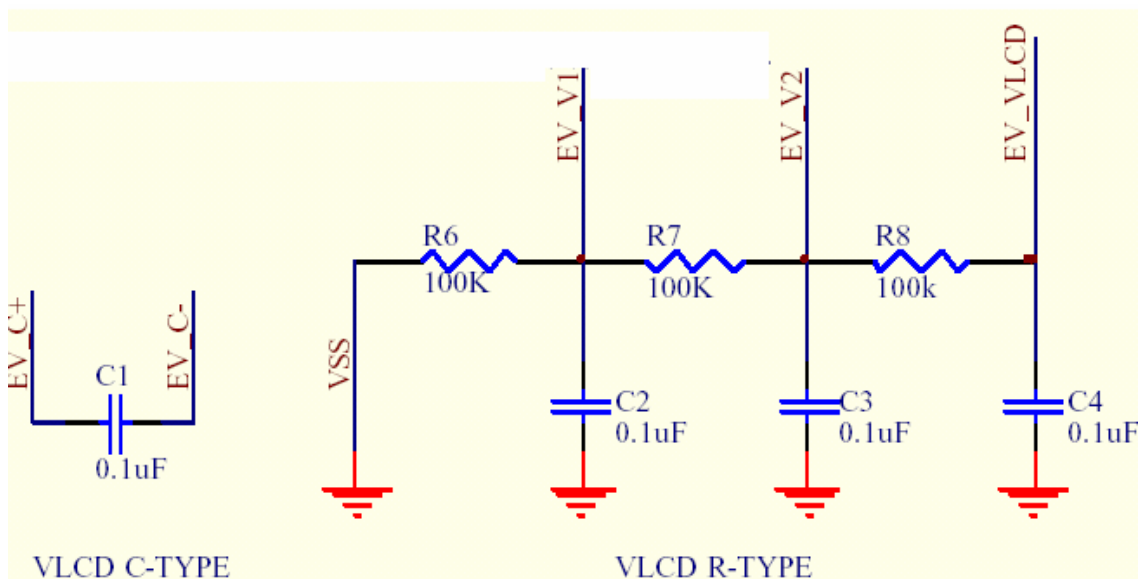 EV_V1
EV_V2
EV_VLCD
R6
100K
R7
100K
R8
100k
EV_C+
EV_C-
C1
0.1uF
VSS
C2
0.1uF
C3
0.1uF
C4
0.1uF
VLCD C-TYPE
VLCD R-TYPE